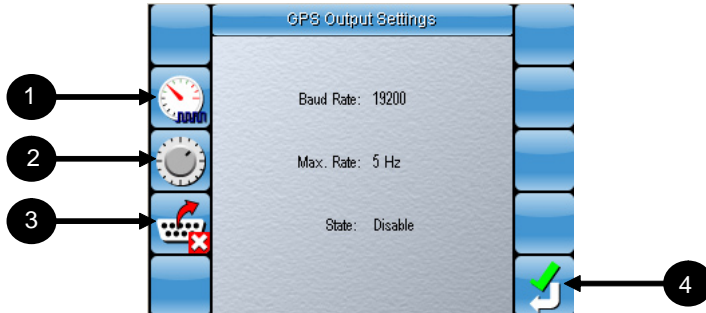 GPS Output Settings
1
Baud Rate: 19200
2
Max. Rate: 5 Hz
3
State: Disable
4